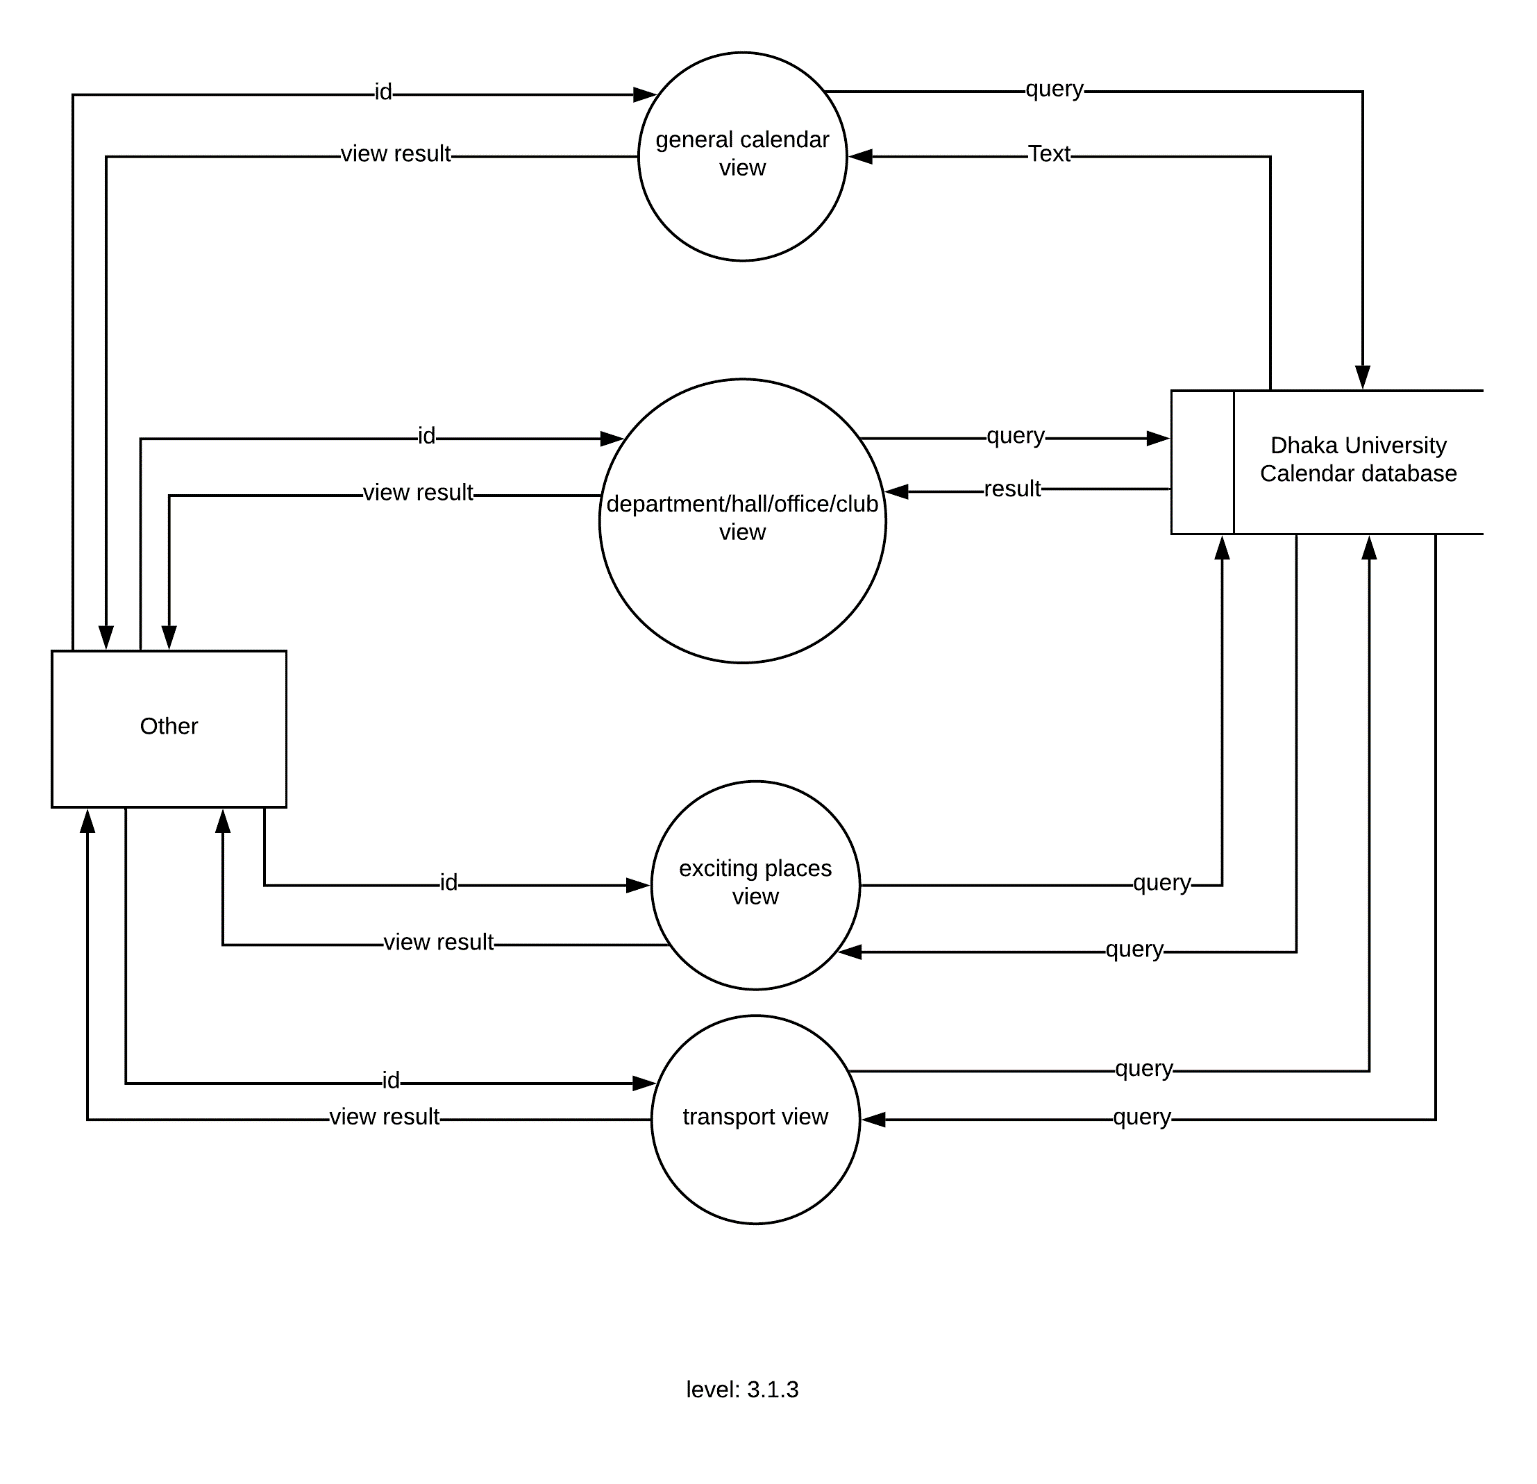 id
query
general calendar
view
view result
Text
id
query
Dhaka University
Calendar database
view result
result
department/hall/office/club
view
Other
exciting places
view
id
query
view result
query
id
query
transport view
view result
query
level: 3.1.3